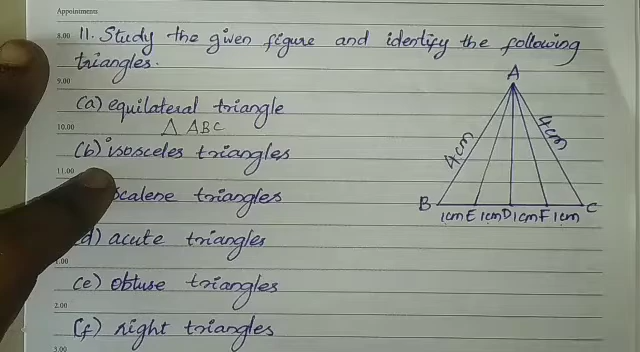 Appointments
8.00 11. Study the given figure and identify the following
triangles.
9.00
(a) equilateral triangle
10.00 △ ABC
(b) isosceles triangles
11.00
scalene triangles
d) acute triangles
1.00
(e) obtuse triangles
2.00
(f) right triangles
3.00
A
4cm 4cm
B C
1cm E 1cm D 1cm F 1cm